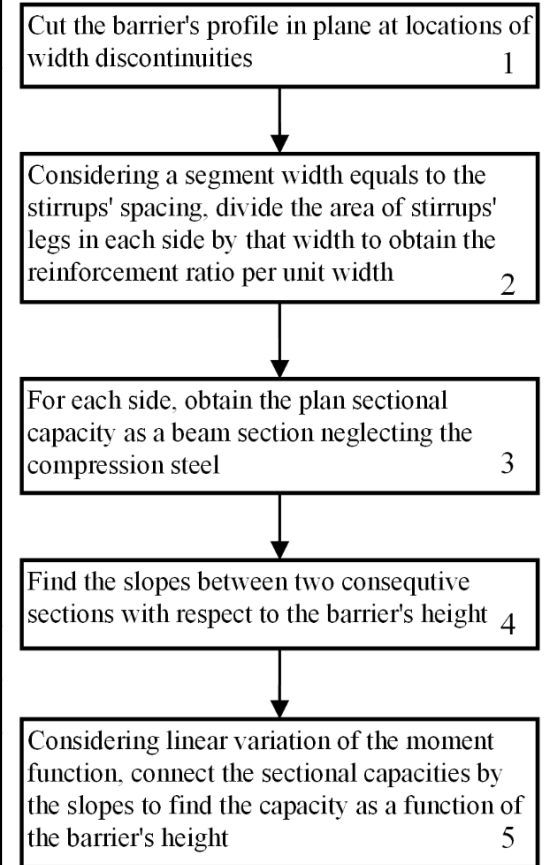 Cut the barrier's profile in plane at locations of
width discontinuities
1
Considering a segment width equals to the
stirrups' spacing, divide the area of stirrups'
legs in each side by that width to obtain the
reinforcement ratio per unit width
2
For each side, obtain the plan sectional
capacity as a beam section neglecting the
compression steel
3
Find the slopes between two consequtive
sections with respect to the barrier's height
4
Considering linear variation of the moment
function, connect the sectional capacities by
the slopes to find the capacity as a function of
the barrier's height
5